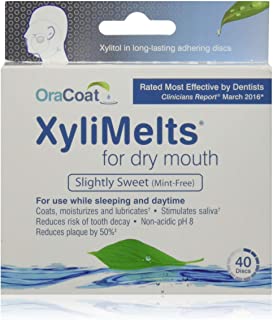 Xylitol in long-lasting adhering discs
OraCoat®
Rated Most Effective by Dentists
Clinicians Report® March 2016*
XyliMelts®
for dry mouth
Slightly Sweet (Mint-Free)
For use while sleeping and daytime
Coats, moisturizes and lubricates† • Stimulates saliva†
Reduces risk of tooth decay • Non-acidic pH 8
Reduces plaque by 50%‡
40
Discs